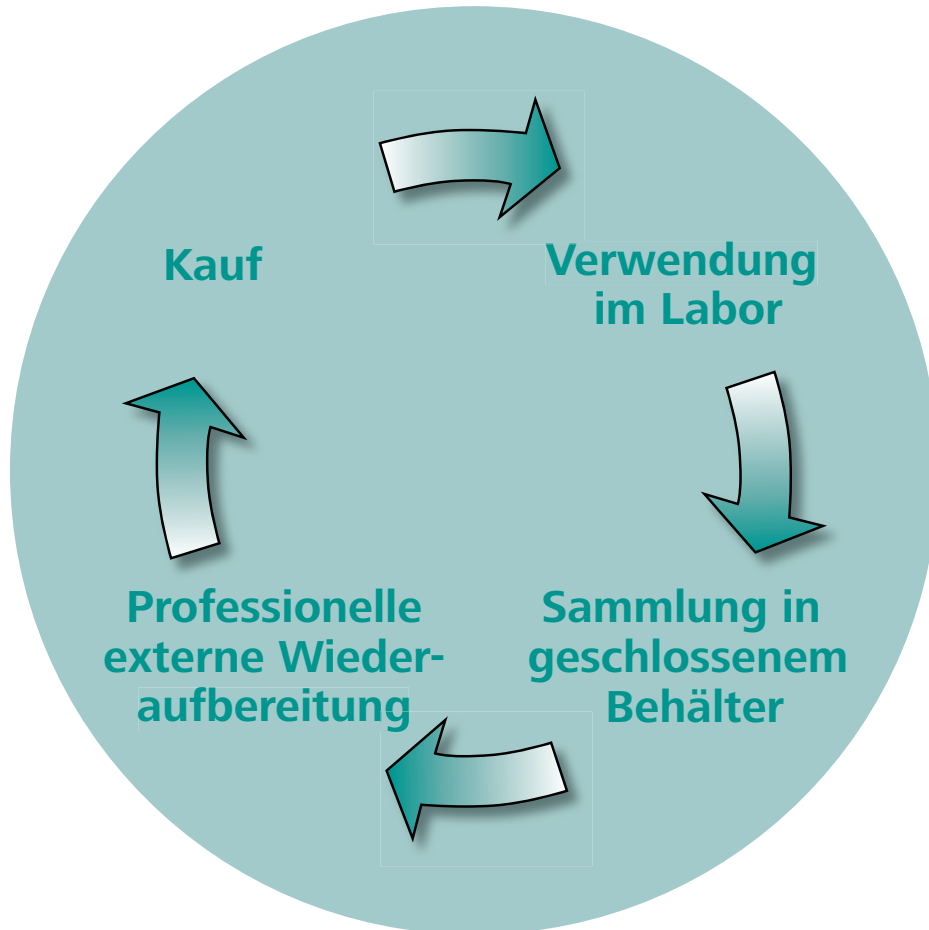 Kauf
Verwendung
im Labor
Professionelle
externe Wieder-
aufbereitung
Sammlung in
geschlossenem
Behälter